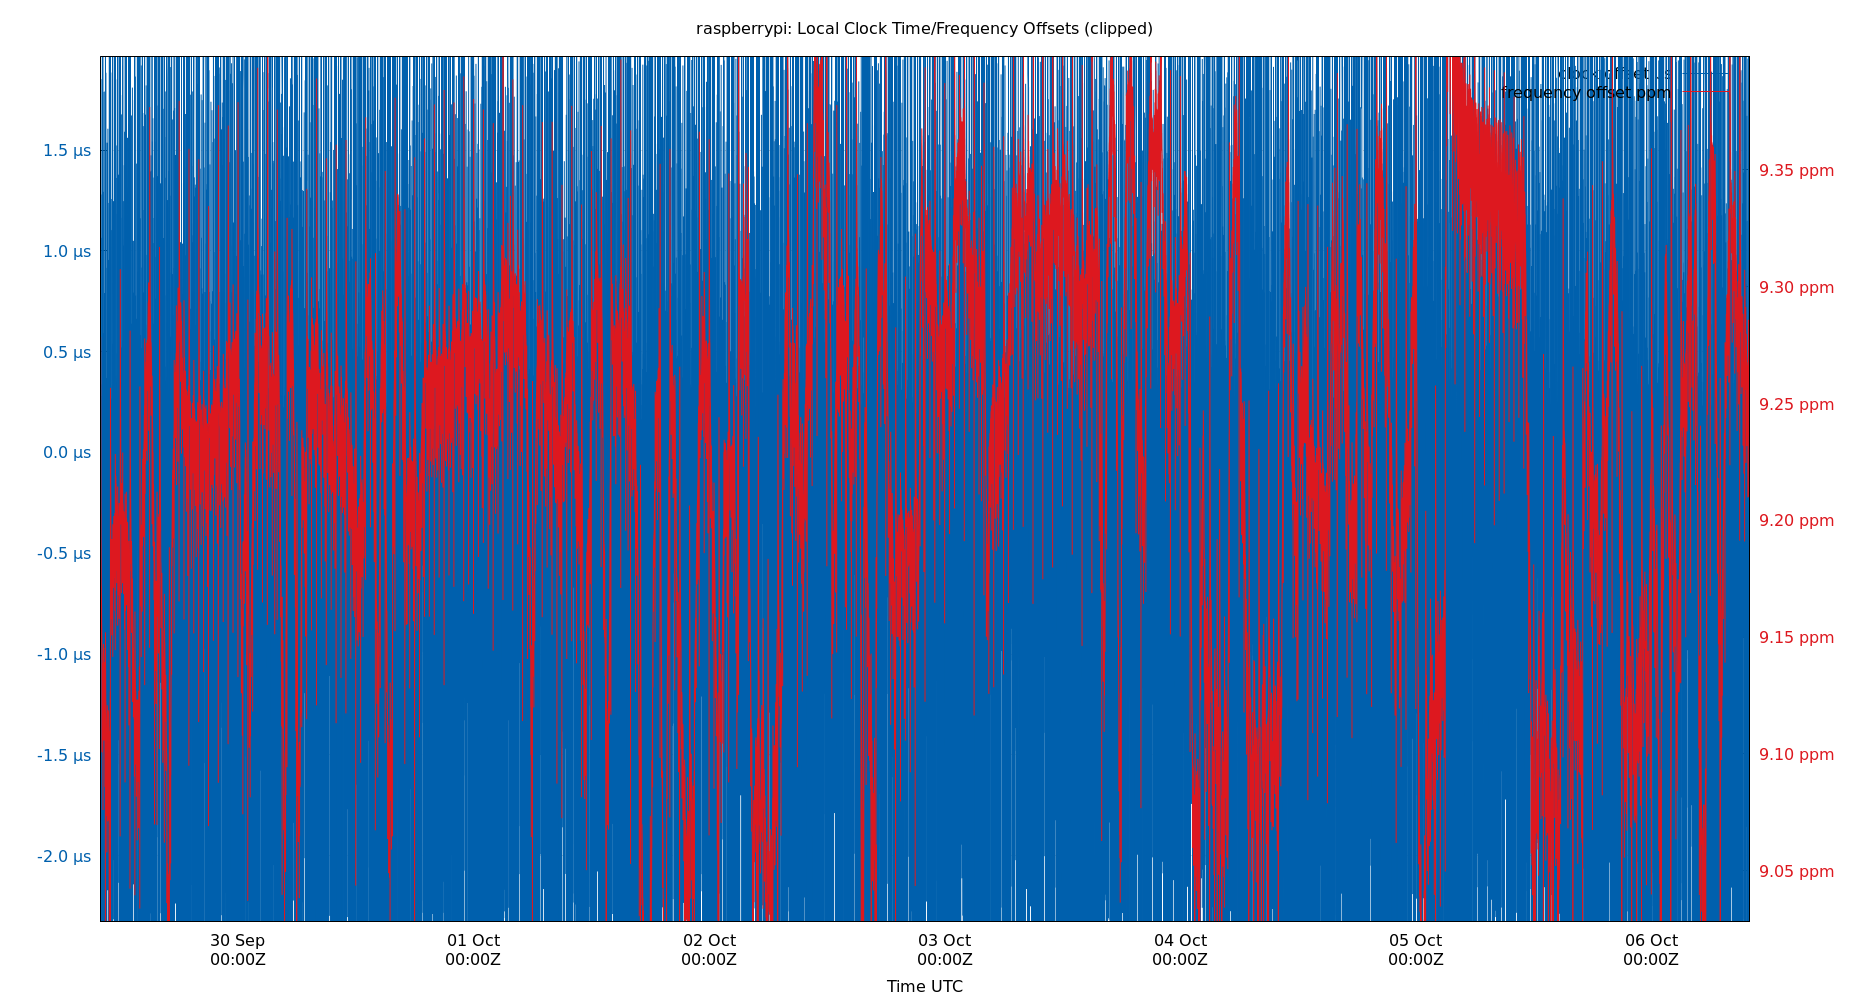 raspberrypi: Local Clock Time/Frequency Offsets (clipped)
clock offset µs
frequency offset ppm
1.5 µs
1.0 µs
0.5 µs
0.0 µs
-0.5 µs
-1.0 µs
-1.5 µs
-2.0 µs
9.35 ppm
9.30 ppm
9.25 ppm
9.20 ppm
9.15 ppm
9.10 ppm
9.05 ppm
30 Sep 01 Oct 02 Oct 03 Oct 04 Oct 05 Oct 06 Oct
00:00Z 00:00Z 00:00Z 00:00Z 00:00Z 00:00Z 00:00Z
Time UTC